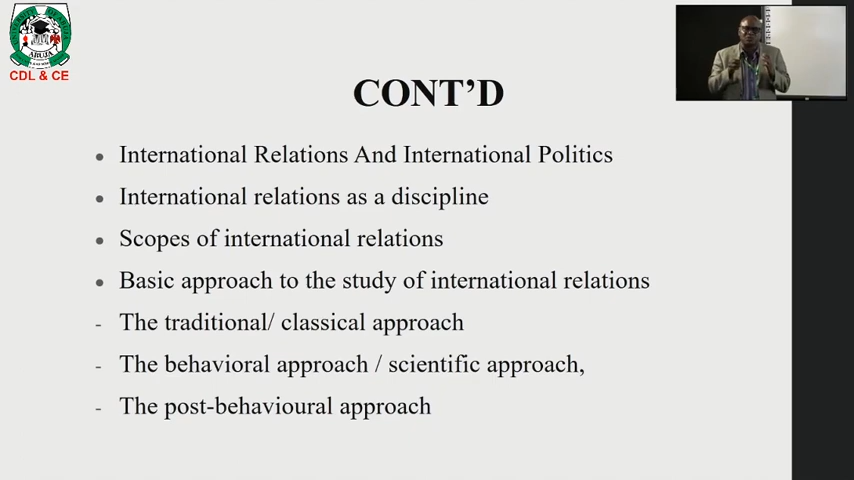 ABUJA
CDL & CE
CONT’D
• International Relations And International Politics
• International relations as a discipline
• Scopes of international relations
• Basic approach to the study of international relations
- The traditional/ classical approach
- The behavioral approach / scientific approach,
- The post-behavioural approach